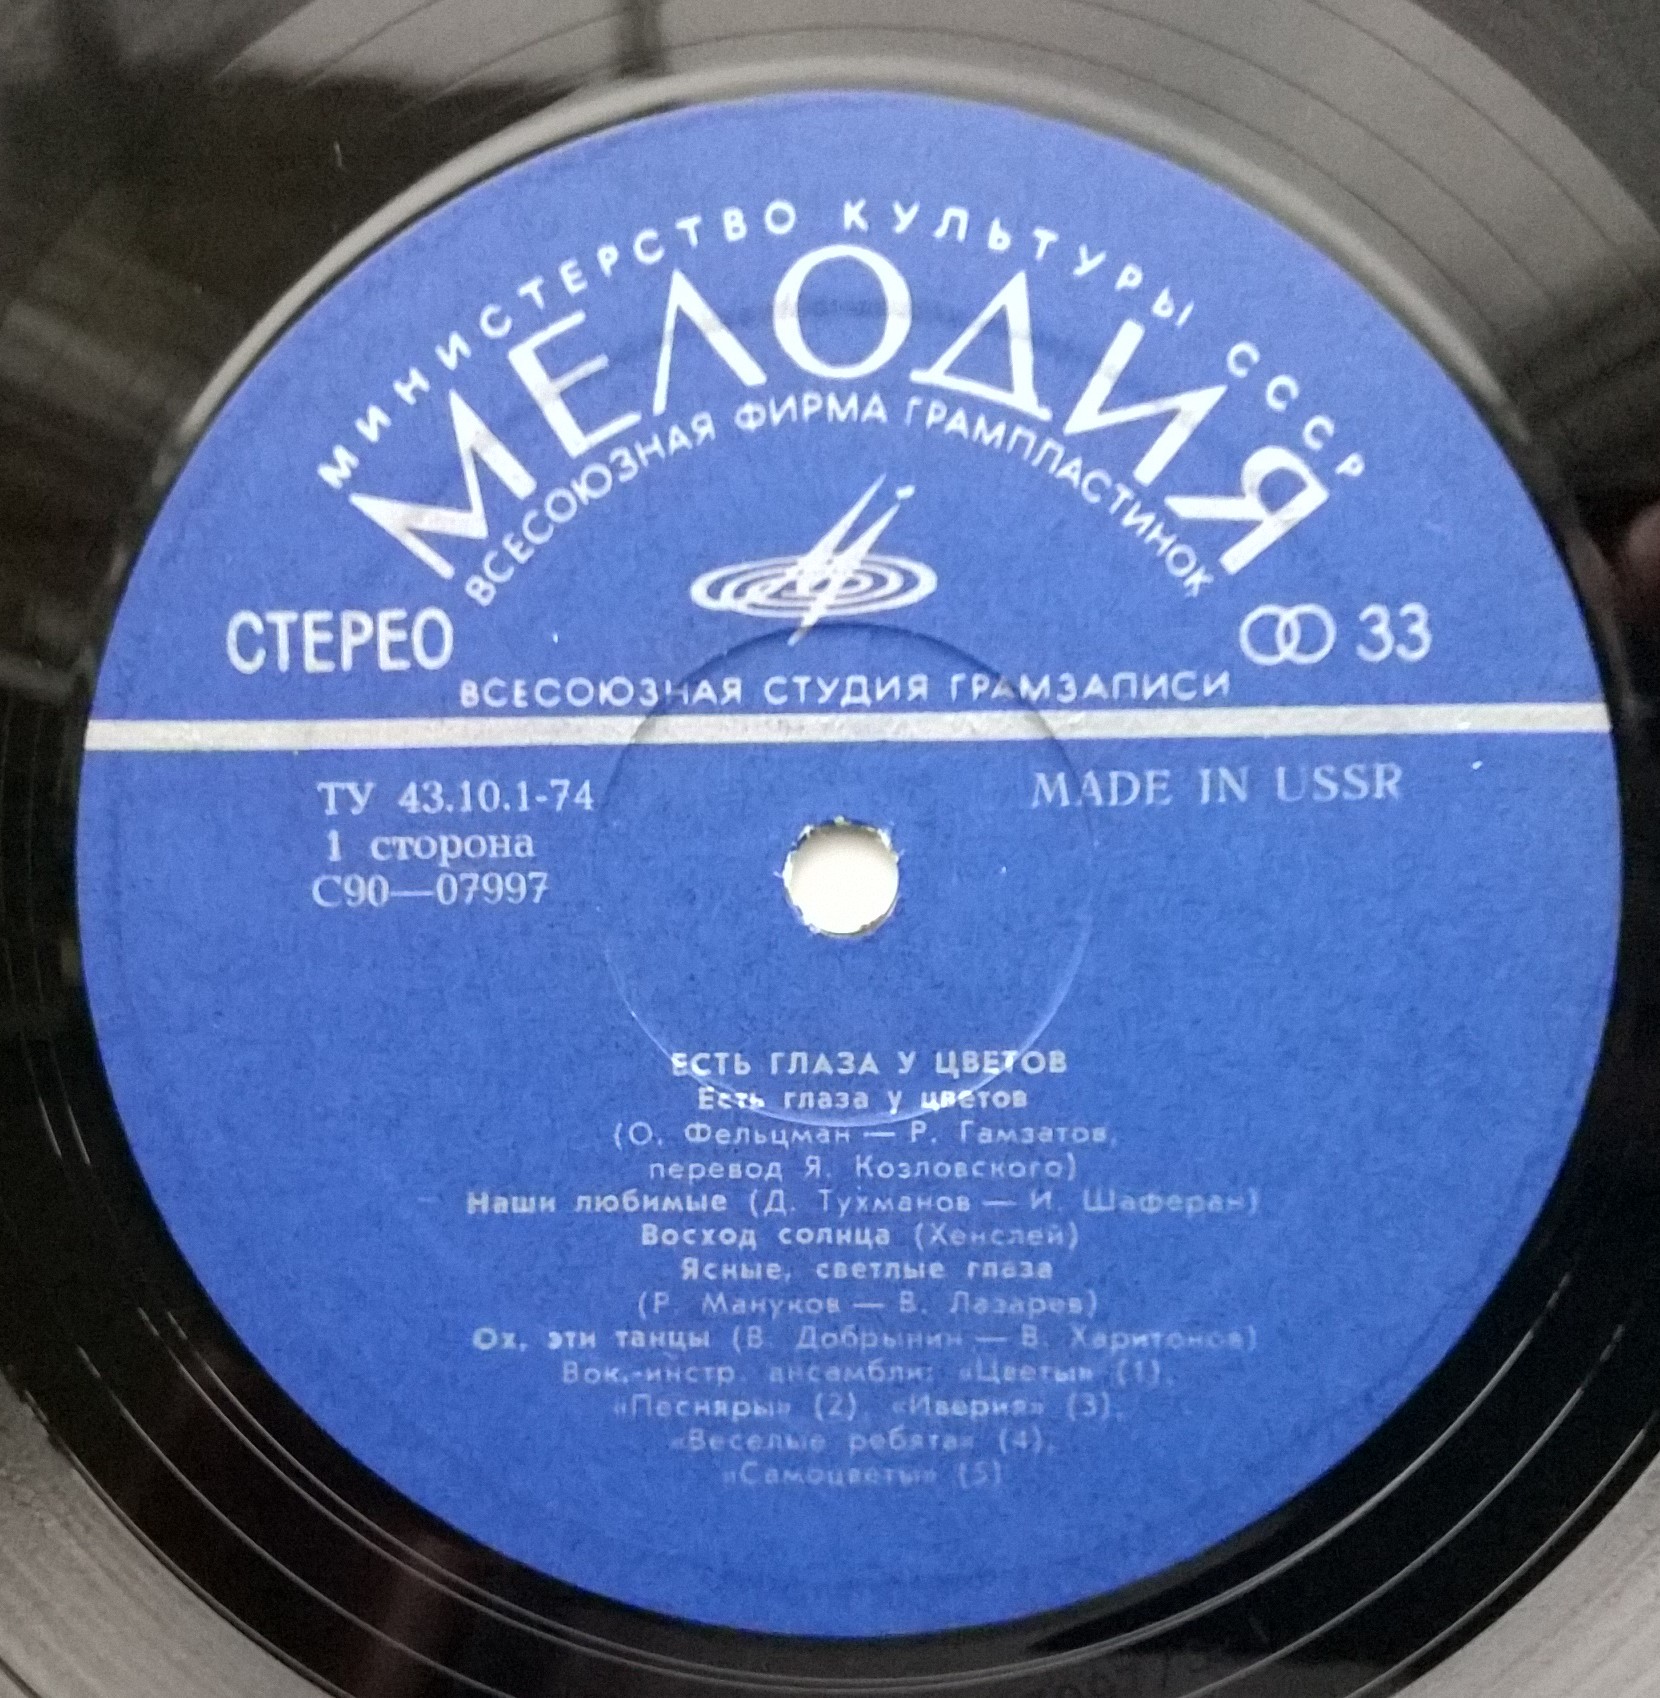 МИНИСТЕРСТВО КУЛЬТУРЫ СССР
МЕЛОДИЯ
ВСЕСОЮЗНАЯ ФИРМА ГРАМПЛАСТИНОК
СТЕРЕО
33
ВСЕСОЮЗНАЯ СТУДИЯ ГРАМЗАПИСИ
ТУ 43.10.1-74
MADE IN USSR
1 сторона
С90—07997
ЕСТЬ ГЛАЗА У ЦВЕТОВ
Есть глаза у цветов
(О. Фельцман — Р. Гамзатов,
перевод Я. Козловского)
Наши любимые (Д. Тухманов — И. Шаферан)
Восход солнца (Хенслей)
Ясные, светлые глаза
(Р. Мануков — В. Лазарев)
Ох, эти танцы (В. Добрынин — В. Харитонов)
Вок.-инстр. ансамбли: «Цветы» (1),
«Песняры» (2), «Иверия» (3),
«Веселые ребята» (4),
«Самоцветы» (5)